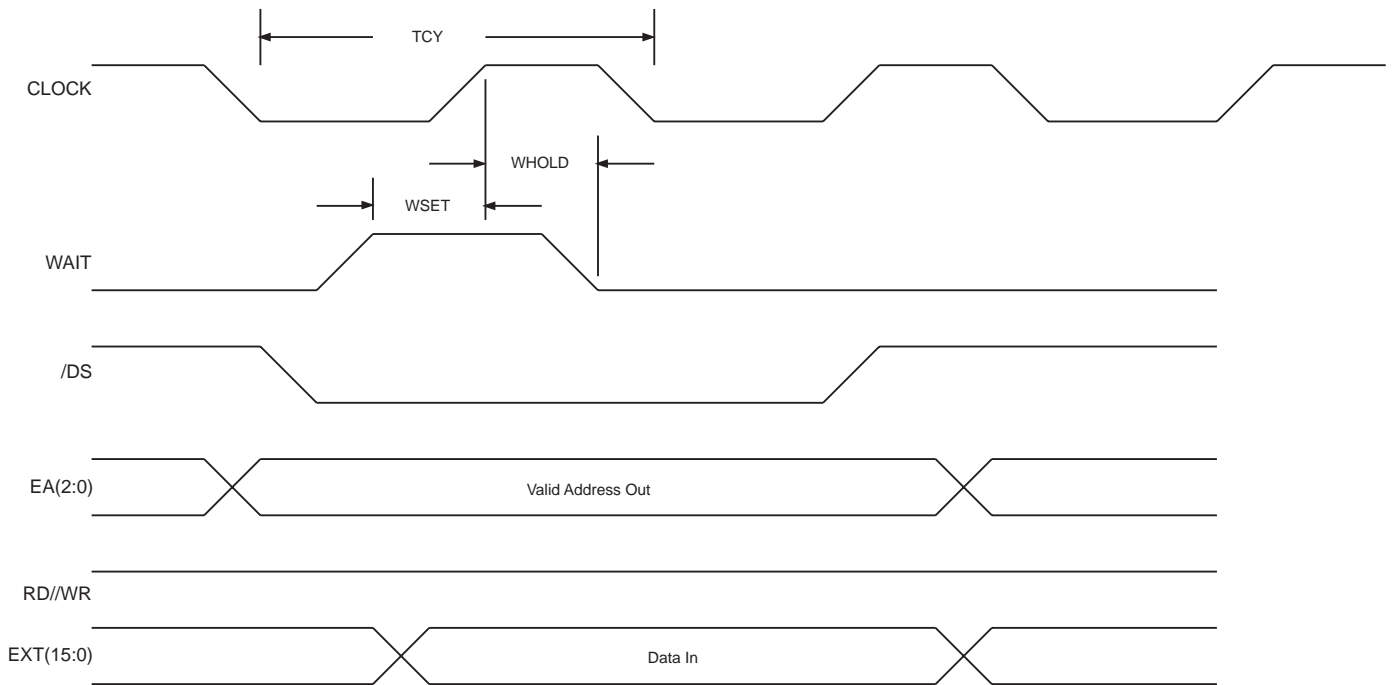 TCY
CLOCK
WHOLD
WSET
WAIT
/DS
EA(2:0)
Valid Address Out
RD//WR
EXT(15:0)
Data In